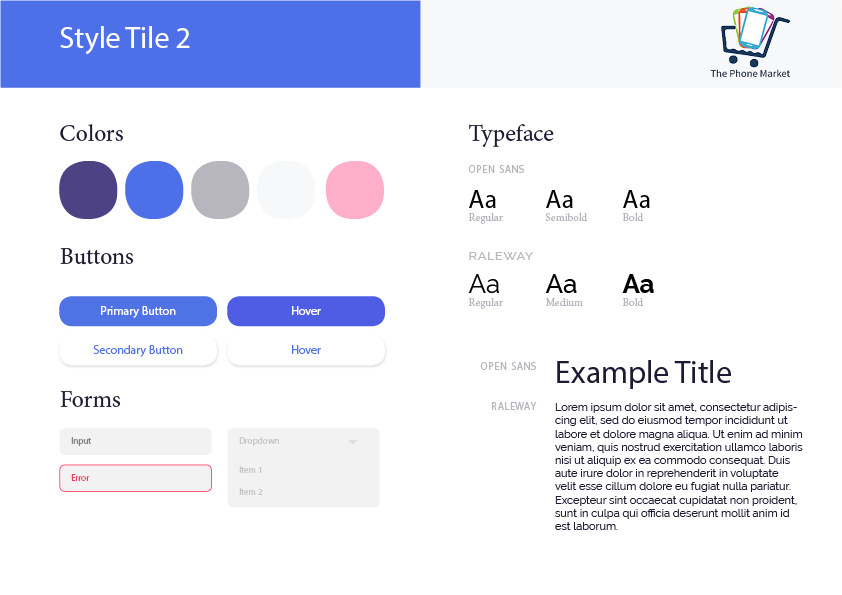 Style Tile 2
The Phone Market
Colors
Buttons
Primary Button
Hover
Secondary Button
Hover
Forms
Input
Error
Dropdown
Item 1
Item 2
Typeface
OPEN SANS
Aa
Aa
Aa
Regular
Semibold
Bold
RALEWAY
Aa
Aa
Aa
Regular
Medium
Bold
OPEN SANS
Example Title
RALEWAY
Lorem ipsum dolor sit amet, consectetur adipis-
cing elit, sed do eiusmod tempor incididunt ut
labore et dolore magna aliqua. Ut enim ad minim
veniam, quis nostrud exercitation ullamco laboris
nisi ut aliquip ex ea commodo consequat. Duis
aute irure dolor in reprehenderit in voluptate
velit esse cillum dolore eu fugiat nulla pariatur.
Excepteur sint occaecat cupidatat non proident,
sunt in culpa qui officia deserunt mollit anim id
est laborum.